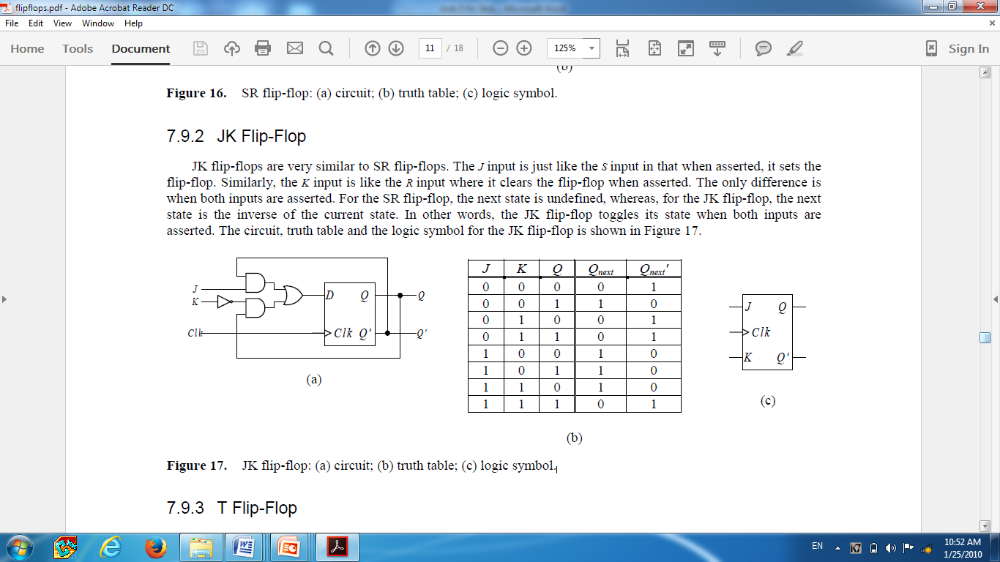 flipflops.pdf - Adobe Acrobat Reader DC
File Edit View Window Help
Home Tools Document 11 / 18 125% Sign In
(b)
Figure 16. SR flip-flop: (a) circuit; (b) truth table; (c) logic symbol.
7.9.2 JK Flip-Flop
JK flip-flops are very similar to SR flip-flops. The J input is just like the S input in that when asserted, it sets the
flip-flop. Similarly, the K input is like the R input where it clears the flip-flop when asserted. The only difference is
when both inputs are asserted. For the SR flip-flop, the next state is undefined, whereas, for the JK flip-flop, the next
state is the inverse of the current state. In other words, the JK flip-flop toggles its state when both inputs are
asserted. The circuit, truth table and the logic symbol for the JK flip-flop is shown in Figure 17.
J
K
Clk
D Q
Clk Q'
Q
Q'
(a)
J K Q Qnext Qnext'
0 0 0 0 1
0 0 1 1 0
0 1 0 0 1
0 1 1 0 1
1 0 0 1 0
1 0 1 1 0
1 1 0 1 0
1 1 1 0 1
(b)
J Q
Clk
K Q'
(c)
Figure 17. JK flip-flop: (a) circuit; (b) truth table; (c) logic symbol.
7.9.3 T Flip-Flop
EN
10:52 AM
1/25/2010